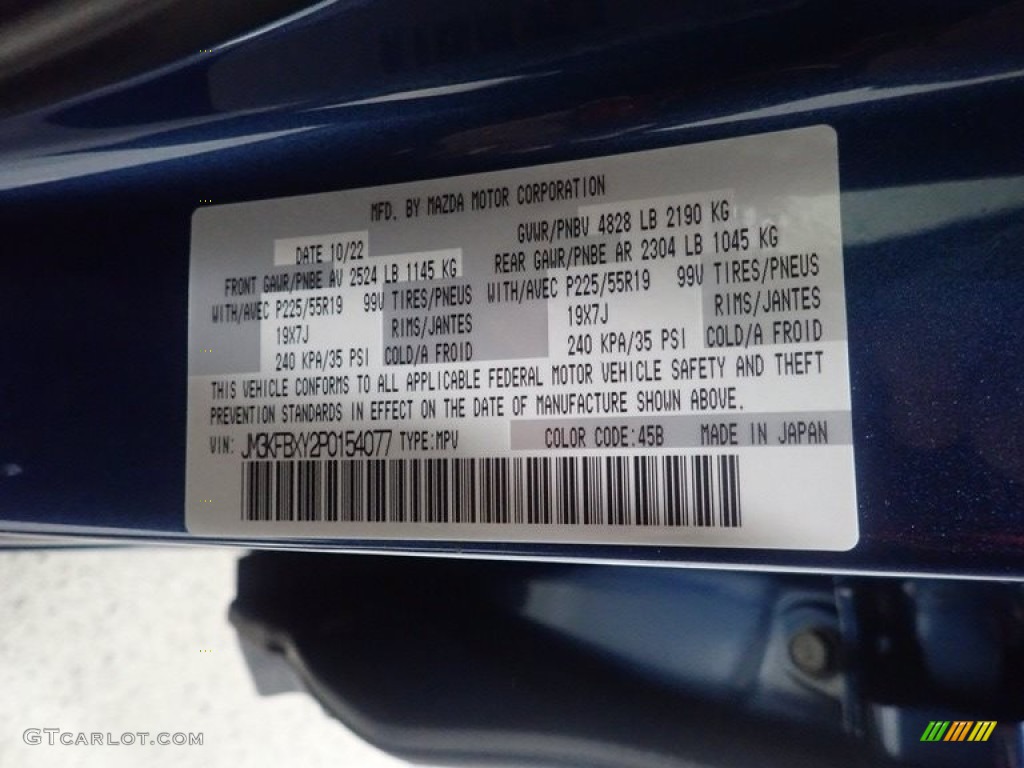 MFD. BY MAZDA MOTOR CORPORATION
DATE 10/22 GVWR/PNBV 4828 LB 2190 KG
FRONT GAWR/PNBE AV 2524 LB 1145 KG REAR GAWR/PNBE AR 2304 LB 1045 KG
WITH/AVEC P225/55R19 99V TIRES/PNEUS WITH/AVEC P225/55R19 99V TIRES/PNEUS
19X7J RIMS/JANTES 19X7J RIMS/JANTES
240 KPA/35 PSI COLD/A FROID 240 KPA/35 PSI COLD/A FROID
THIS VEHICLE CONFORMS TO ALL APPLICABLE FEDERAL MOTOR VEHICLE SAFETY AND THEFT
PREVENTION STANDARDS IN EFFECT ON THE DATE OF MANUFACTURE SHOWN ABOVE.
VIN: JM3KFBXY2P0154077 TYPE:MPV COLOR CODE:45B MADE IN JAPAN
GTcarlot.com